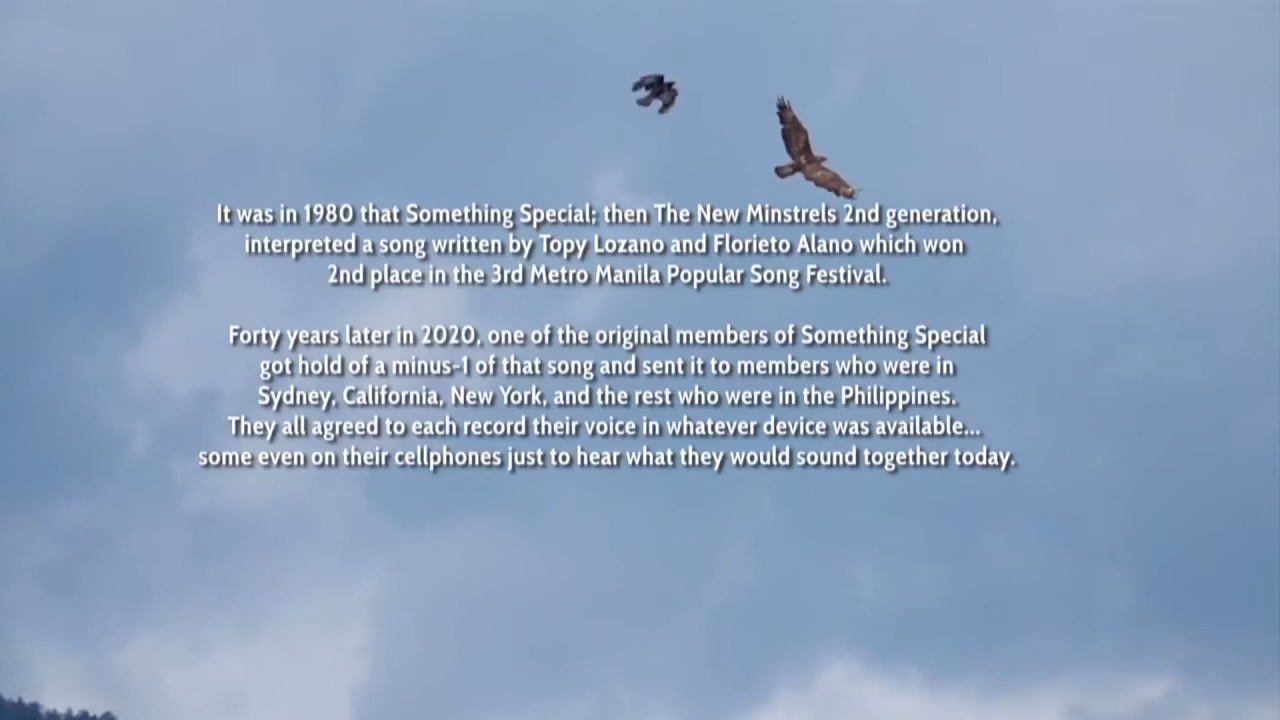 It was in 1980 that Something Special; then The New Minstrels 2nd generation,
interpreted a song written by Topy Lozano and Florieto Alano which won
2nd place in the 3rd Metro Manila Popular Song Festival.
Forty years later in 2020, one of the original members of Something Special
got hold of a minus-1 of that song and sent it to members who were in
Sydney, California, New York, and the rest who were in the Philippines.
They all agreed to each record their voice in whatever device was available...
some even on their cellphones just to hear what they would sound together today.